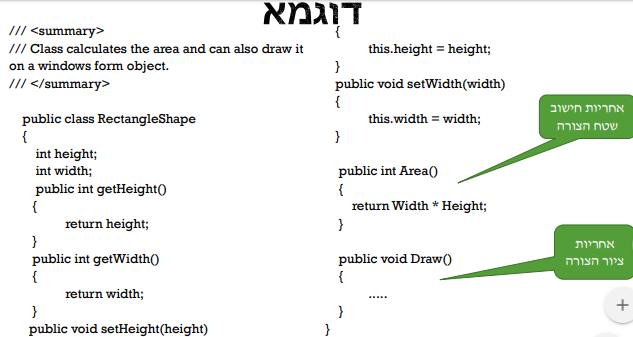 דוגמא
/// <summary>
/// Class calculates the area and can also draw it
on a windows form object.
/// </summary>
public class RectangleShape
{
int height;
int width;
public int getHeight()
{
return height;
}
public int getWidth()
{
return width;
}
public void setHeight(height)
{
this.height = height;
}
public void setWidth(width)
{
this.width = width;
}
public int Area()
{
return Width * Height;
}
public void Draw()
{
.....
}
}
אחריות חישוב
שטח הצורה
אחריות
ציור הצורה